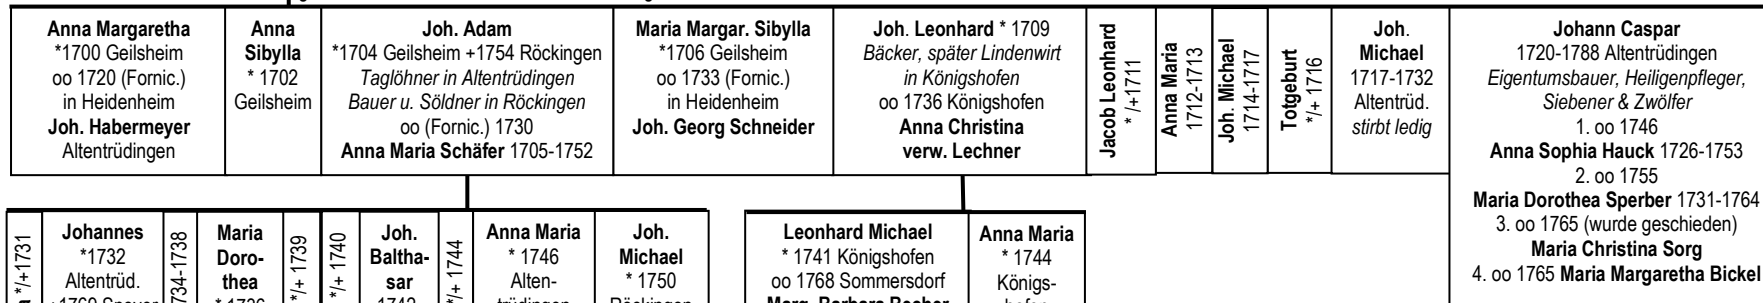 Anna Margaretha
*1700 Geilsheim
oo 1720 (Fornic.)
in Heidenheim
Joh. Habermeyer
Altentrüdingen
Anna
Sibylla
* 1702
Geilsheim
Joh. Adam
*1704 Geilsheim +1754 Röckingen
Taglöhner in Altentrüdingen
Bauer u. Söldner in Röckingen
oo (Fornic.) 1730
Anna Maria Schäfer 1705-1752
Maria Margar. Sibylla
*1706 Geilsheim
oo 1733 (Fornic.)
in Heidenheim
Joh. Georg Schneider
Joh. Leonhard * 1709
Bäcker, später Lindenwirt
in Königshofen
oo 1736 Königshofen
Anna Christina
verw. Lechner
Jacob Leonhard
*/+1711
Anna Maria
1712-1713
Joh. Michael
1714-1717
Totgeburt
*/+ 1716
Joh.
Michael
1717-1732
Altentrüd.
stirbt ledig
Johann Caspar
1720-1788 Altentrüdingen
Eigentumsbauer, Heiligenpfleger,
Siebener & Zwölfer
1. oo 1746
Anna Sophia Hauck 1726-1753
2. oo 1755
Maria Dorothea Sperber 1731-1764
3. oo 1765 (wurde geschieden)
Maria Christina Sorg
4. oo 1765 Maria Margaretha Bickel
*/+1731
Johannes
*1732
Altentrüd.
734-1738
Maria
Doro-
thea
*/+ 1739
*/+ 1740
Joh.
Baltha-
sar
*/+ 1744
Anna Maria
* 1746
Alten-
trüdingen
Joh.
Michael
* 1750
Röckingen
Leonhard Michael
* 1741 Königshofen
oo 1768 Sommersdorf
Anna Maria
* 1744
Königs-
hofen